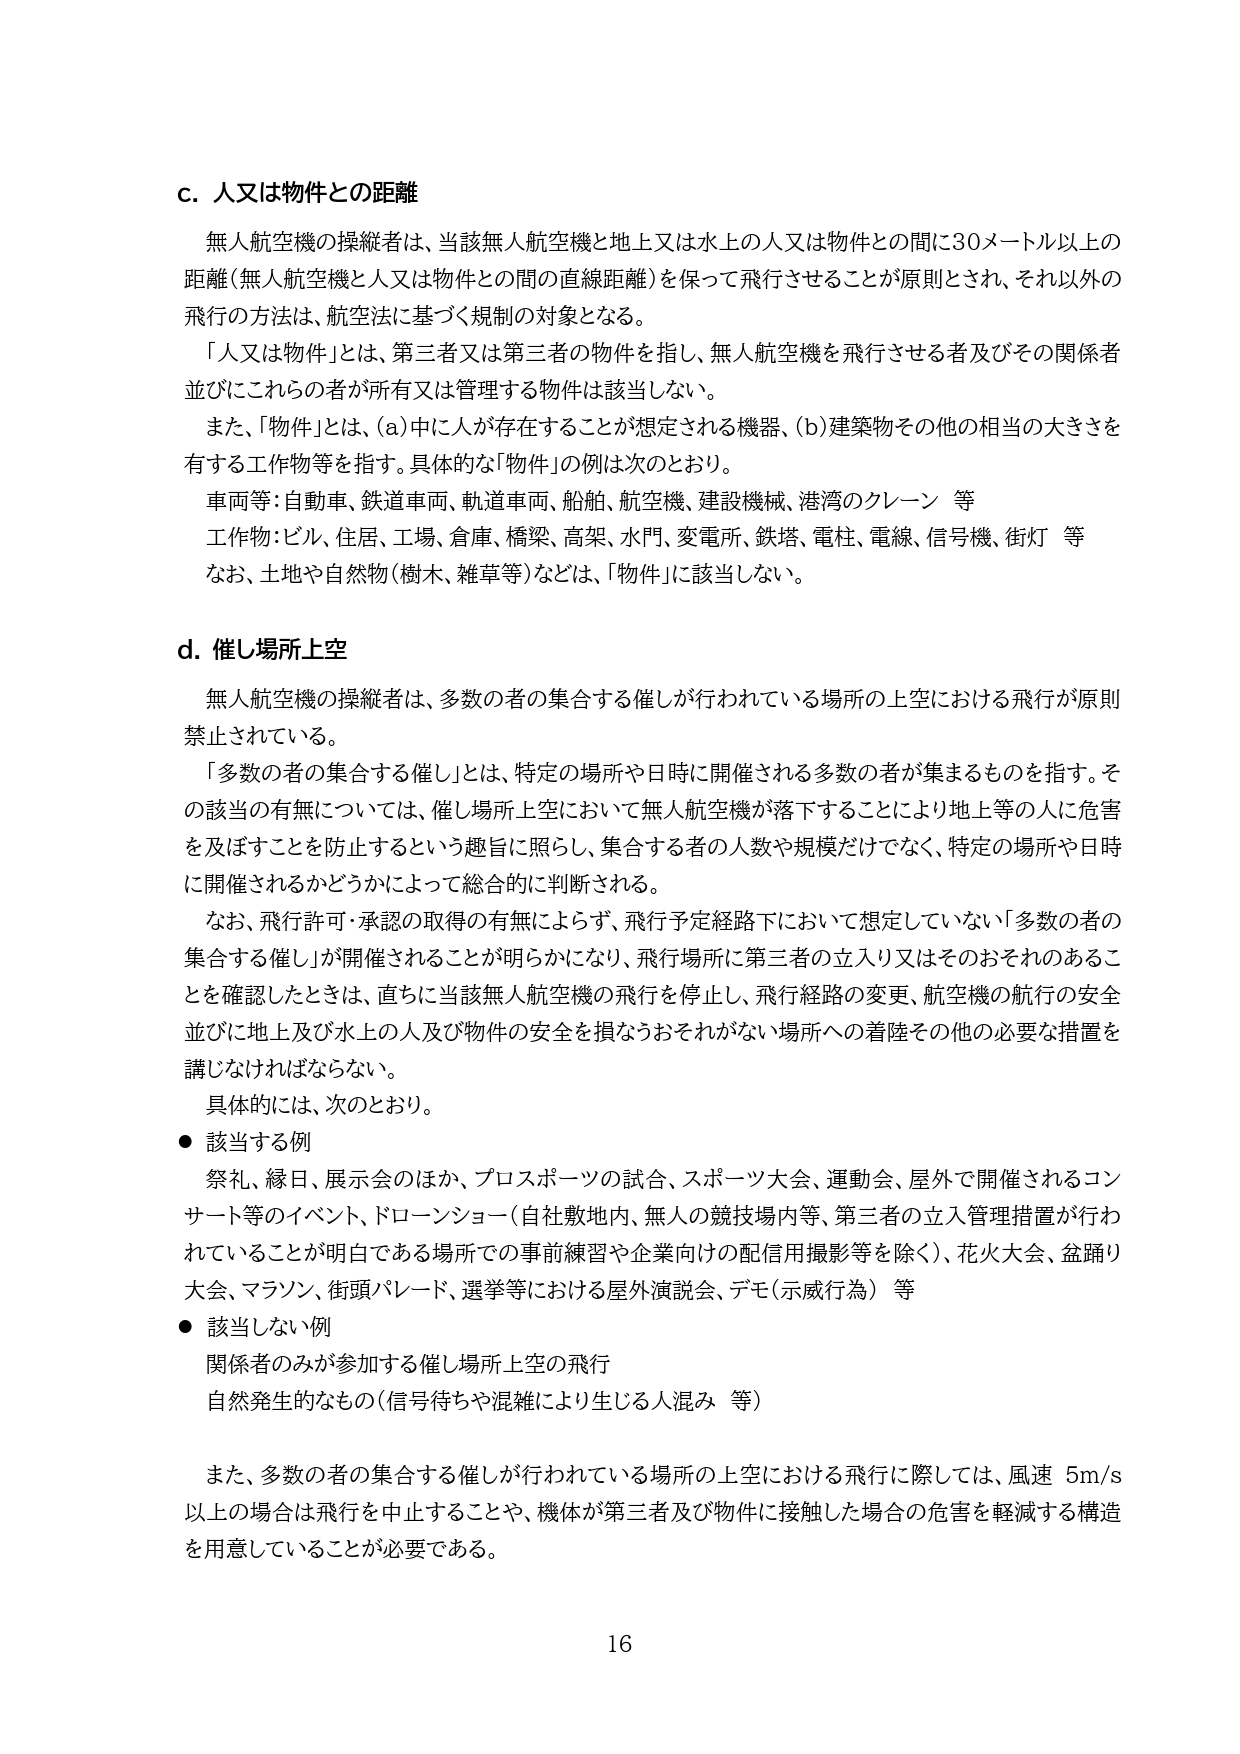 c. 人又は物件との距離
無人航空機の操縦者は、当該無人航空機と地上又は水上の人又は物件との間に30メートル以上の
距離（無人航空機と人又は物件との間の直線距離）を保って飛行させることが原則とされ、それ以外の
飛行の方法は、航空法に基づく規制の対象となる。
「人又は物件」とは、第三者又は第三者の物件を指し、無人航空機を飛行させる者及びその関係者
並びにこれらの者が所有又は管理する物件は該当しない。
また、「物件」とは、(a)中に人が存在することが想定される機器、(b)建築物その他の相当の大きさを
有する工作物等を指す。具体的な「物件」の例は次のとおり。
車両等：自動車、鉄道車両、軌道車両、船舶、航空機、建設機械、港湾のクレーン 等
工作物：ビル、住居、工場、倉庫、橋梁、高架、水門、変電所、鉄塔、電柱、電線、信号機、街灯 等
なお、土地や自然物（樹木、雑草等）などは、「物件」に該当しない。
d. 催し場所上空
無人航空機の操縦者は、多数の者の集合する催しが行われている場所の上空における飛行が原則
禁止されている。
「多数の者の集合する催し」とは、特定の場所や日時に開催される多数の者が集まるものを指す。そ
の該当の有無については、催し場所上空において無人航空機が落下することにより地上等の人に危害
を及ぼすことを防止するという趣旨に照らし、集合する者の人数や規模だけでなく、特定の場所や日時
に開催されるかどうかによって総合的に判断される。
なお、飛行許可・承認の取得の有無によらず、飛行予定経路下において想定していない「多数の者の
集合する催し」が開催されることが明らかになり、飛行場所に第三者の立入り又はそのおそれのあるこ
とを確認したときは、直ちに当該無人航空機の飛行を停止し、飛行経路の変更、航空機の航行の安全
並びに地上及び水上の人及び物件の安全を損なうおそれがない場所への着陸その他の必要な措置を
講じなければならない。
具体的には、次のとおり。
● 該当する例
祭礼、縁日、展示会のほか、プロスポーツの試合、スポーツ大会、運動会、屋外で開催されるコン
サート等のイベント、ドローンショー（自社敷地内、無人の競技場内等、第三者の立入管理措置が行わ
れていることが明白である場所での事前練習や企業向けの配信用撮影等を除く）、花火大会、盆踊り
大会、マラソン、街頭パレード、選挙等における屋外演説会、デモ（示威行為） 等
● 該当しない例
関係者のみが参加する催し場所上空の飛行
自然発生的なもの（信号待ちや混雑により生じる人混み 等）
また、多数の者の集合する催しが行われている場所の上空における飛行に際しては、風速 5m/s
以上の場合は飛行を中止することや、機体が第三者及び物件に接触した場合の危害を軽減する構造
を用意していることが必要である。
16